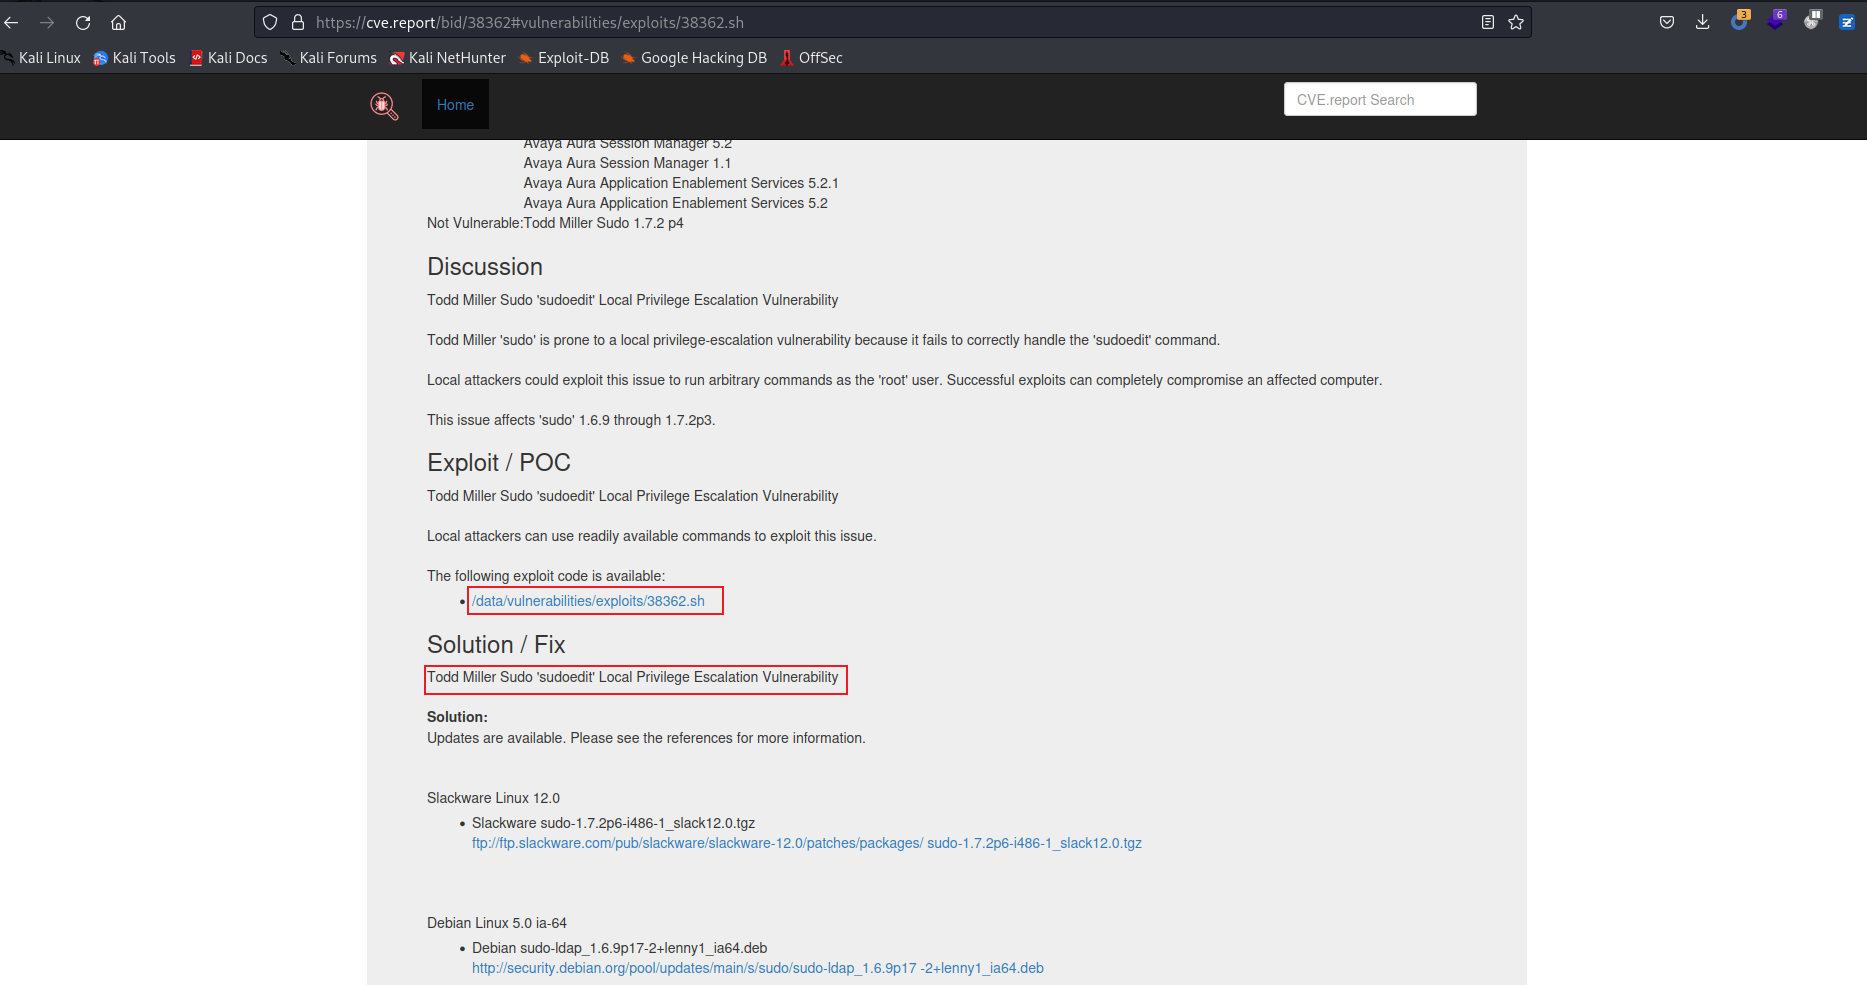 https://cve.report/bid/38362#vulnerabilities/exploits/38362.sh
3
6
Kali Linux
Kali Tools
Kali Docs
Kali Forums
Kali NetHunter
Exploit-DB
Google Hacking DB
OffSec
Home
CVE.report Search
Avaya Aura Session Manager 5.2
Avaya Aura Session Manager 1.1
Avaya Aura Application Enablement Services 5.2.1
Avaya Aura Application Enablement Services 5.2
Not Vulnerable:Todd Miller Sudo 1.7.2 p4
Discussion
Todd Miller Sudo 'sudoedit' Local Privilege Escalation Vulnerability
Todd Miller 'sudo' is prone to a local privilege-escalation vulnerability because it fails to correctly handle the 'sudoedit' command.
Local attackers could exploit this issue to run arbitrary commands as the 'root' user. Successful exploits can completely compromise an affected computer.
This issue affects 'sudo' 1.6.9 through 1.7.2p3.
Exploit / POC
Todd Miller Sudo 'sudoedit' Local Privilege Escalation Vulnerability
Local attackers can use readily available commands to exploit this issue.
The following exploit code is available:
• /data/vulnerabilities/exploits/38362.sh
Solution / Fix
Todd Miller Sudo 'sudoedit' Local Privilege Escalation Vulnerability
Solution:
Updates are available. Please see the references for more information.
Slackware Linux 12.0
• Slackware sudo-1.7.2p6-i486-1_slack12.0.tgz
ftp://ftp.slackware.com/pub/slackware/slackware-12.0/patches/packages/ sudo-1.7.2p6-i486-1_slack12.0.tgz
Debian Linux 5.0 ia-64
• Debian sudo-ldap_1.6.9p17-2+lenny1_ia64.deb
http://security.debian.org/pool/updates/main/s/sudo/sudo-ldap_1.6.9p17 -2+lenny1_ia64.deb